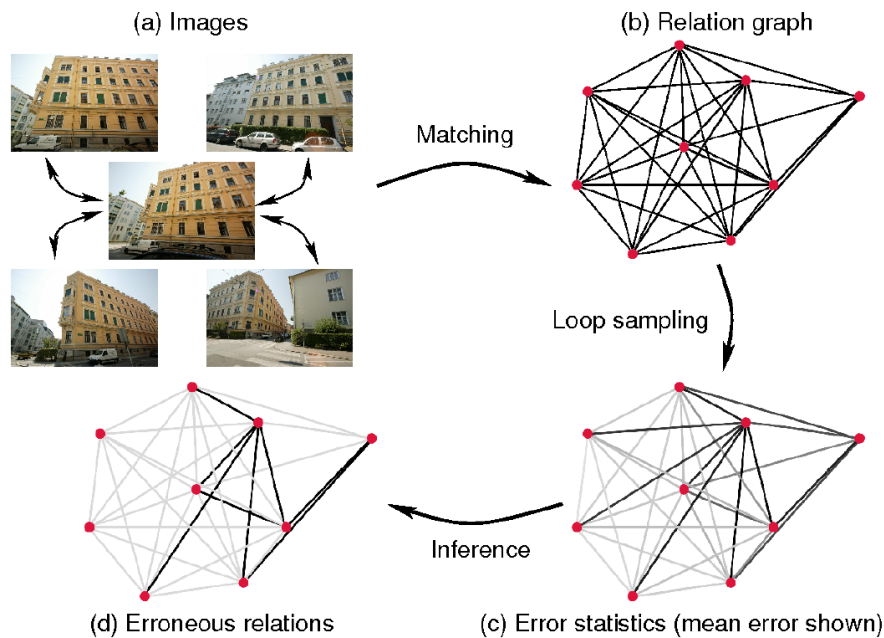 (a) Images
(b) Relation graph
Matching
Loop sampling
Inference
(d) Erroneous relations
(c) Error statistics (mean error shown)